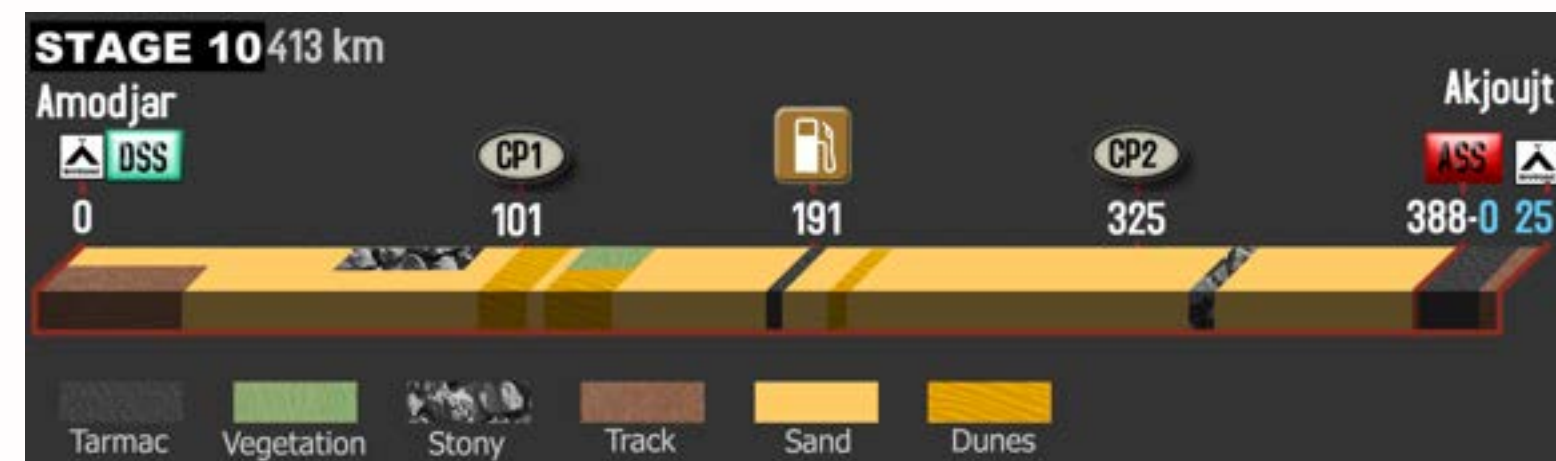 STAGE 10 413 km
Amodjar
Akjoujt
DSS
CP1
CP2
ASS
0
101
191
325
388-0
25
Tarmac
Vegetation
Stony
Track
Sand
Dunes